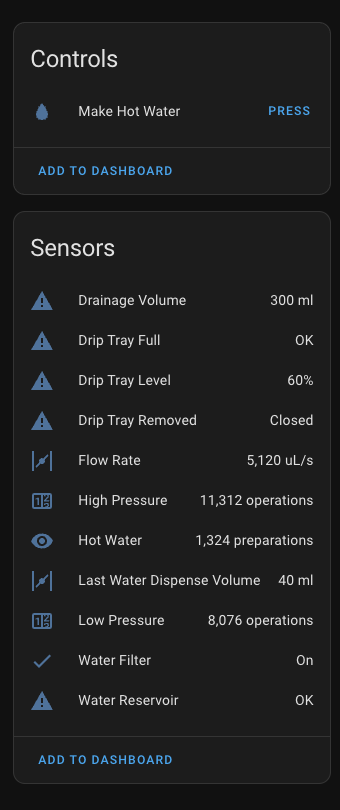 Controls
Make Hot Water PRESS
ADD TO DASHBOARD
Sensors
Drainage Volume 300 ml
Drip Tray Full OK
Drip Tray Level 60%
Drip Tray Removed Closed
Flow Rate 5,120 uL/s
High Pressure 11,312 operations
Hot Water 1,324 preparations
Last Water Dispense Volume 40 ml
Low Pressure 8,076 operations
Water Filter On
Water Reservoir OK
ADD TO DASHBOARD